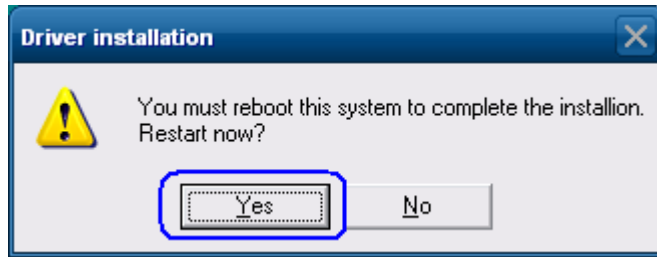 Driver installation
You must reboot this system to complete the installion.
Restart now?
Yes
No